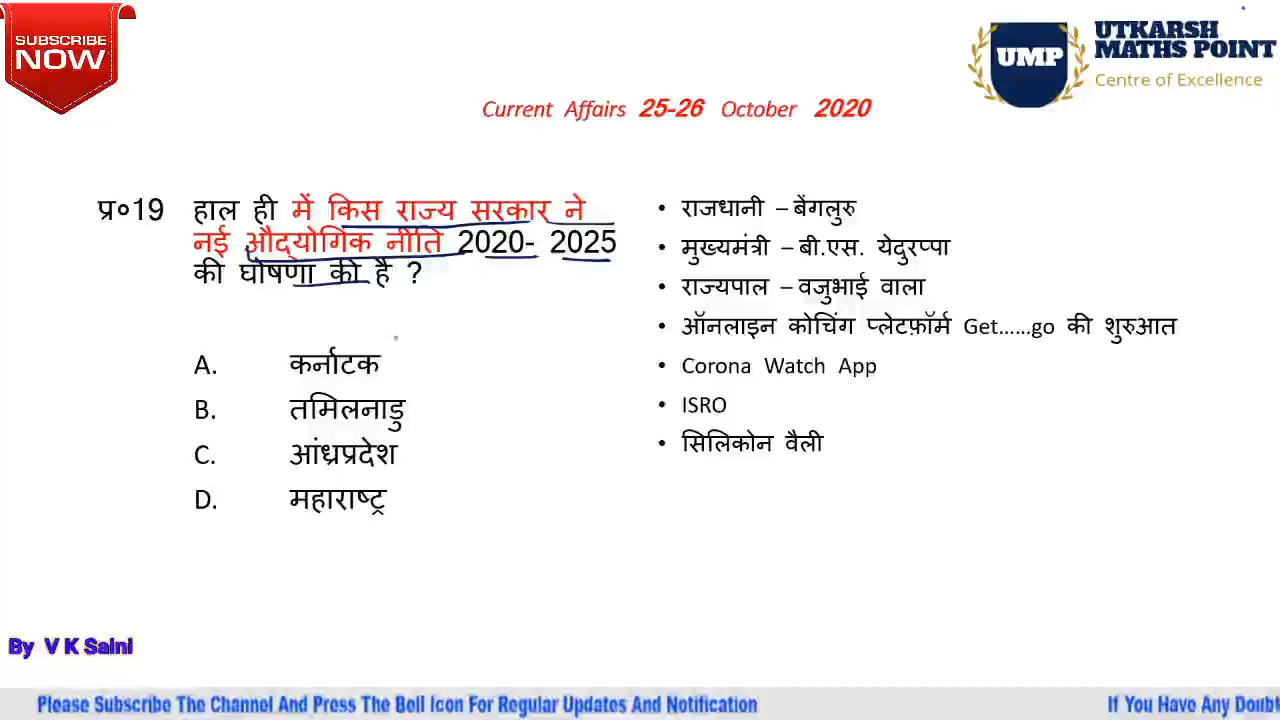 SUBSCRIBE
NOW
UMP
UTKARSH
MATHS POINT
Centre of Excellence
Current Affairs 25-26 October 2020
प्र०19 हाल ही में किस राज्य सरकार ने
नई औद्योगिक नीति 2020- 2025
की घोषणा की है ?
A. कर्नाटक
B. तमिलनाडु
C. आंध्रप्रदेश
D. महाराष्ट्र
• राजधानी – बेंगलुरु
• मुख्यमंत्री – बी.एस. येदुरप्पा
• राज्यपाल – वजुभाई वाला
• ऑनलाइन कोचिंग प्लेटफ़ॉर्म Get......go की शुरुआत
• Corona Watch App
• ISRO
• सिलिकोन वैली
By V K Saini
Please Subscribe The Channel And Press The Bell Icon For Regular Updates And Notification If You Have Any Doubt